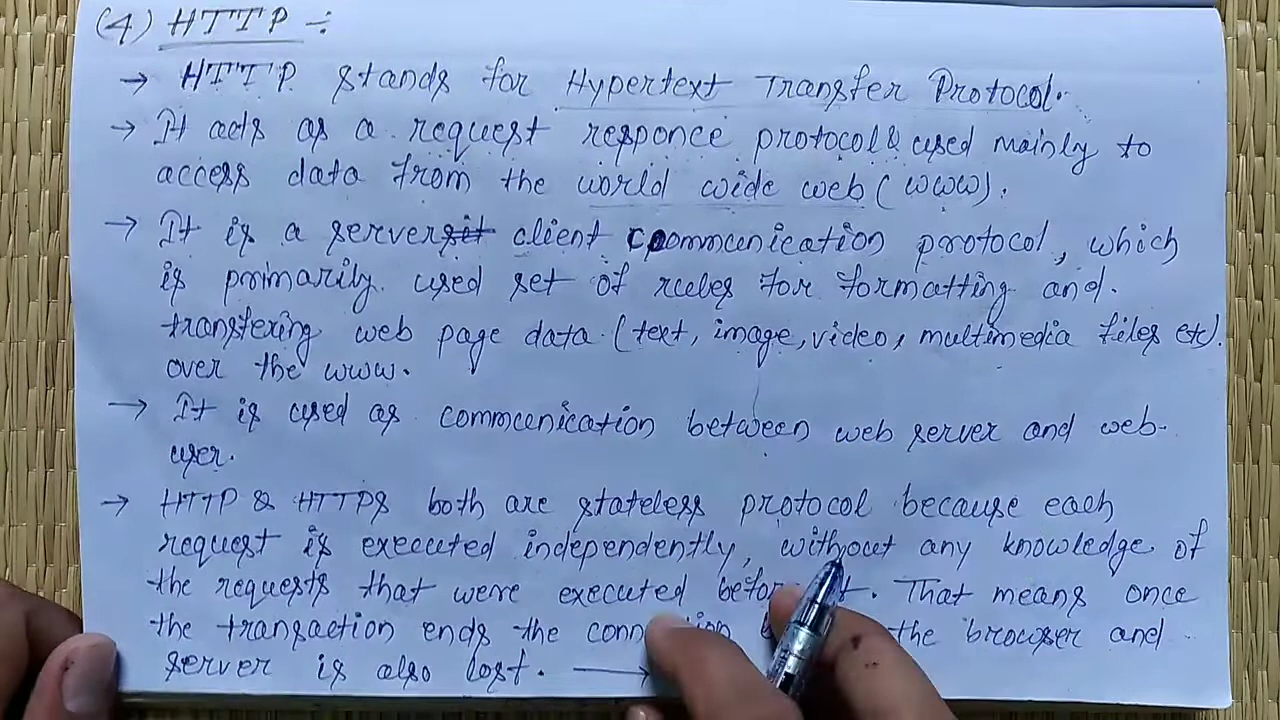 (4) HTTP :-
→ HTTP stands for Hypertext Transfer Protocol.
→ It acts as a request responce protocol & used mainly to
access data from the world wide web (www).
→ It is a server client communication protocol, which
is primarily used set of rules for formatting and
transfering web page data (text, image, video, multimedia files etc).
over the www.
→ It is used as communication between web server and web
user.
→ HTTP & HTTPS both are stateless protocol because each
request is executed independently, without any knowledge of
the requests that were executed before it. That means once
the transaction ends the the browser and
server is also lost. →